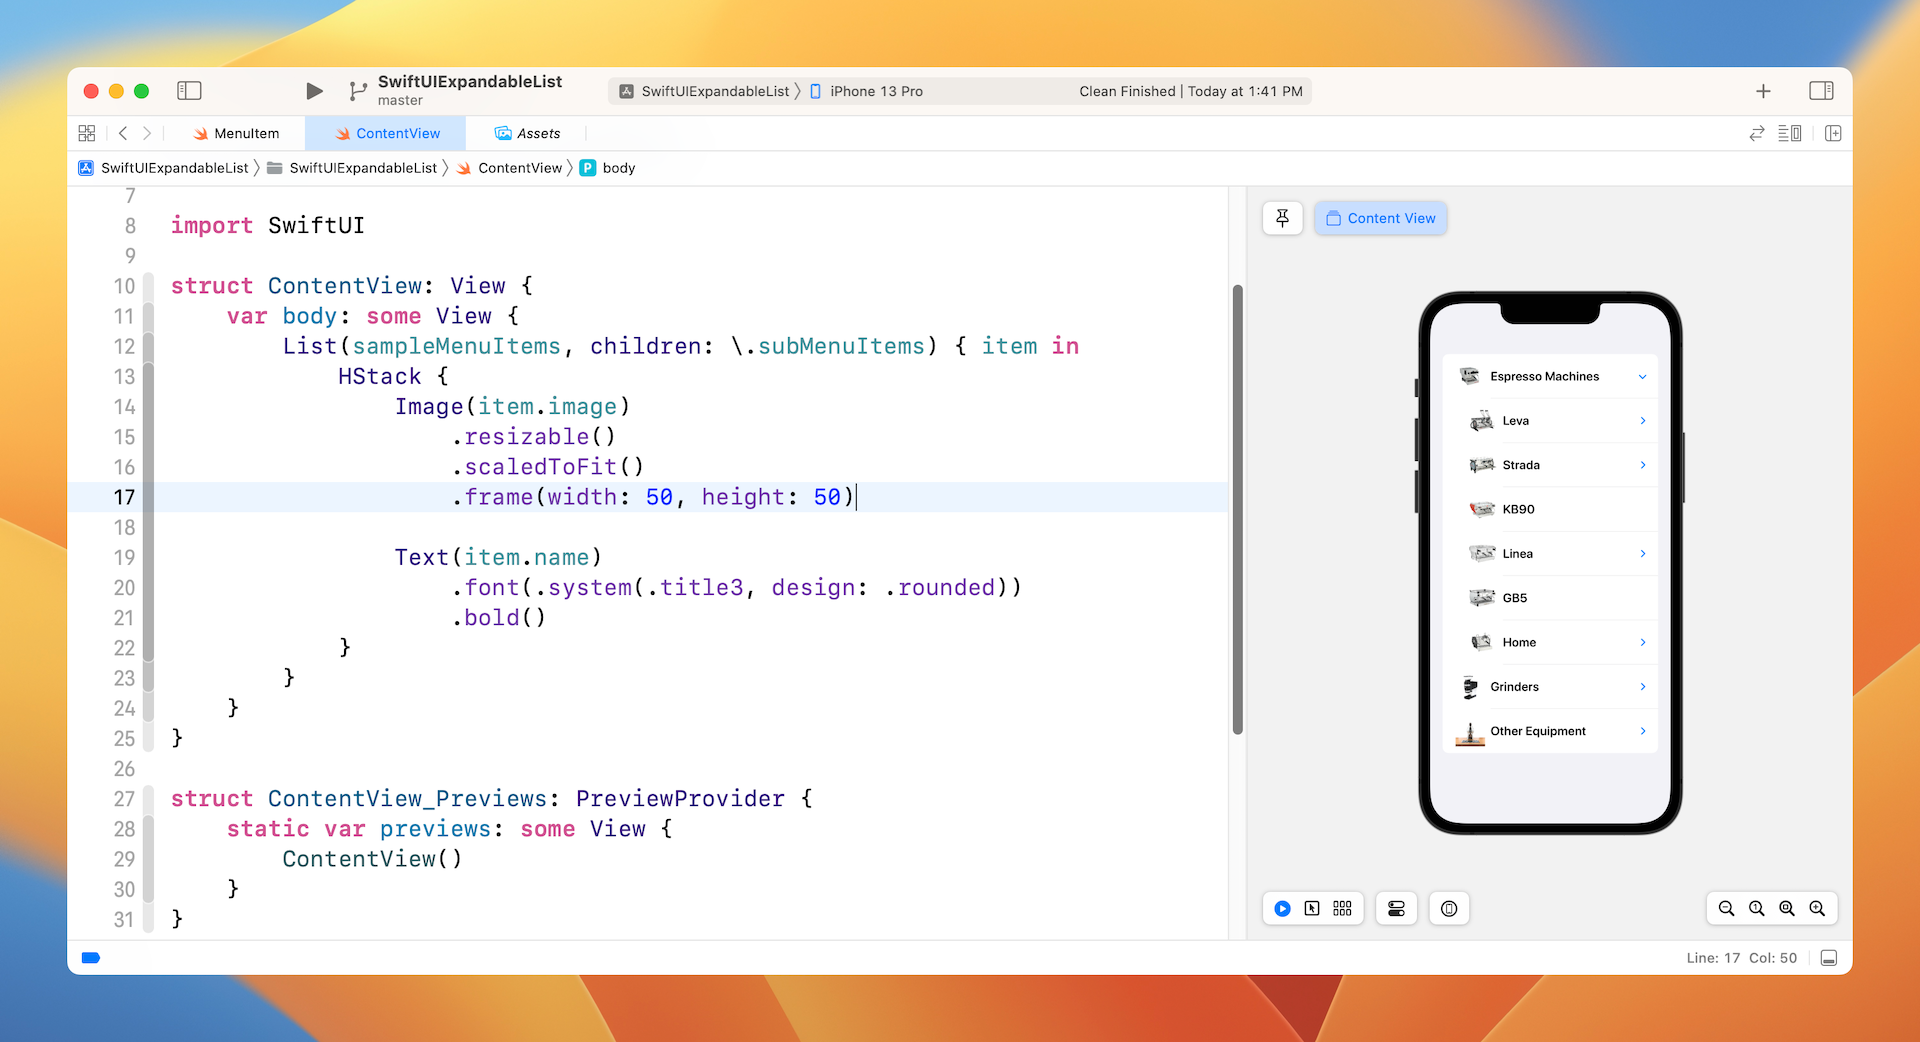 SwiftUIExpandableList
master
SwiftUIExpandableList 〉 iPhone 13 Pro
Clean Finished | Today at 1:41 PM
MenuItem
ContentView
Assets
SwiftUIExpandableList 〉 SwiftUIExpandableList 〉 ContentView 〉 P body
7
8 import SwiftUI
9
10 struct ContentView: View {
11 var body: some View {
12 List(sampleMenuItems, children: \.subMenuItems) { item in
13 HStack {
14 Image(item.image)
15 .resizable()
16 .scaledToFit()
17 .frame(width: 50, height: 50)
18
19 Text(item.name)
20 .font(.system(.title3, design: .rounded))
21 .bold()
22 }
23 }
24 }
25 }
26
27 struct ContentView_Previews: PreviewProvider {
28 static var previews: some View {
29 ContentView()
30 }
31 }
Content View
Espresso Machines
Leva
Strada
KB90
Linea
GB5
Home
Grinders
Other Equipment
Line: 17 Col: 50